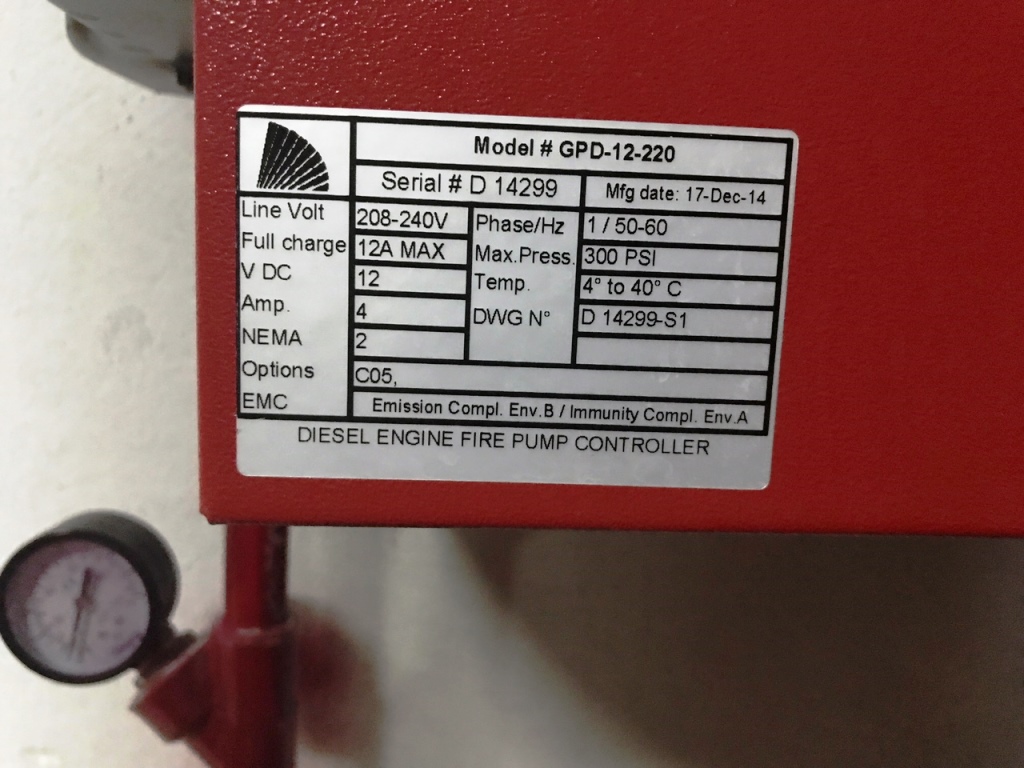 Model # GPD-12-220
Serial # D 14299 Mfg date: 17-Dec-14
Line Volt 208-240V Phase/Hz 1 / 50-60
Full charge 12A MAX Max.Press. 300 PSI
V DC 12 Temp. 4° to 40° C
Amp. 4 DWG N° D 14299-S1
NEMA 2
Options C05,
EMC Emission Compl. Env.B / Immunity Compl. Env.A
DIESEL ENGINE FIRE PUMP CONTROLLER